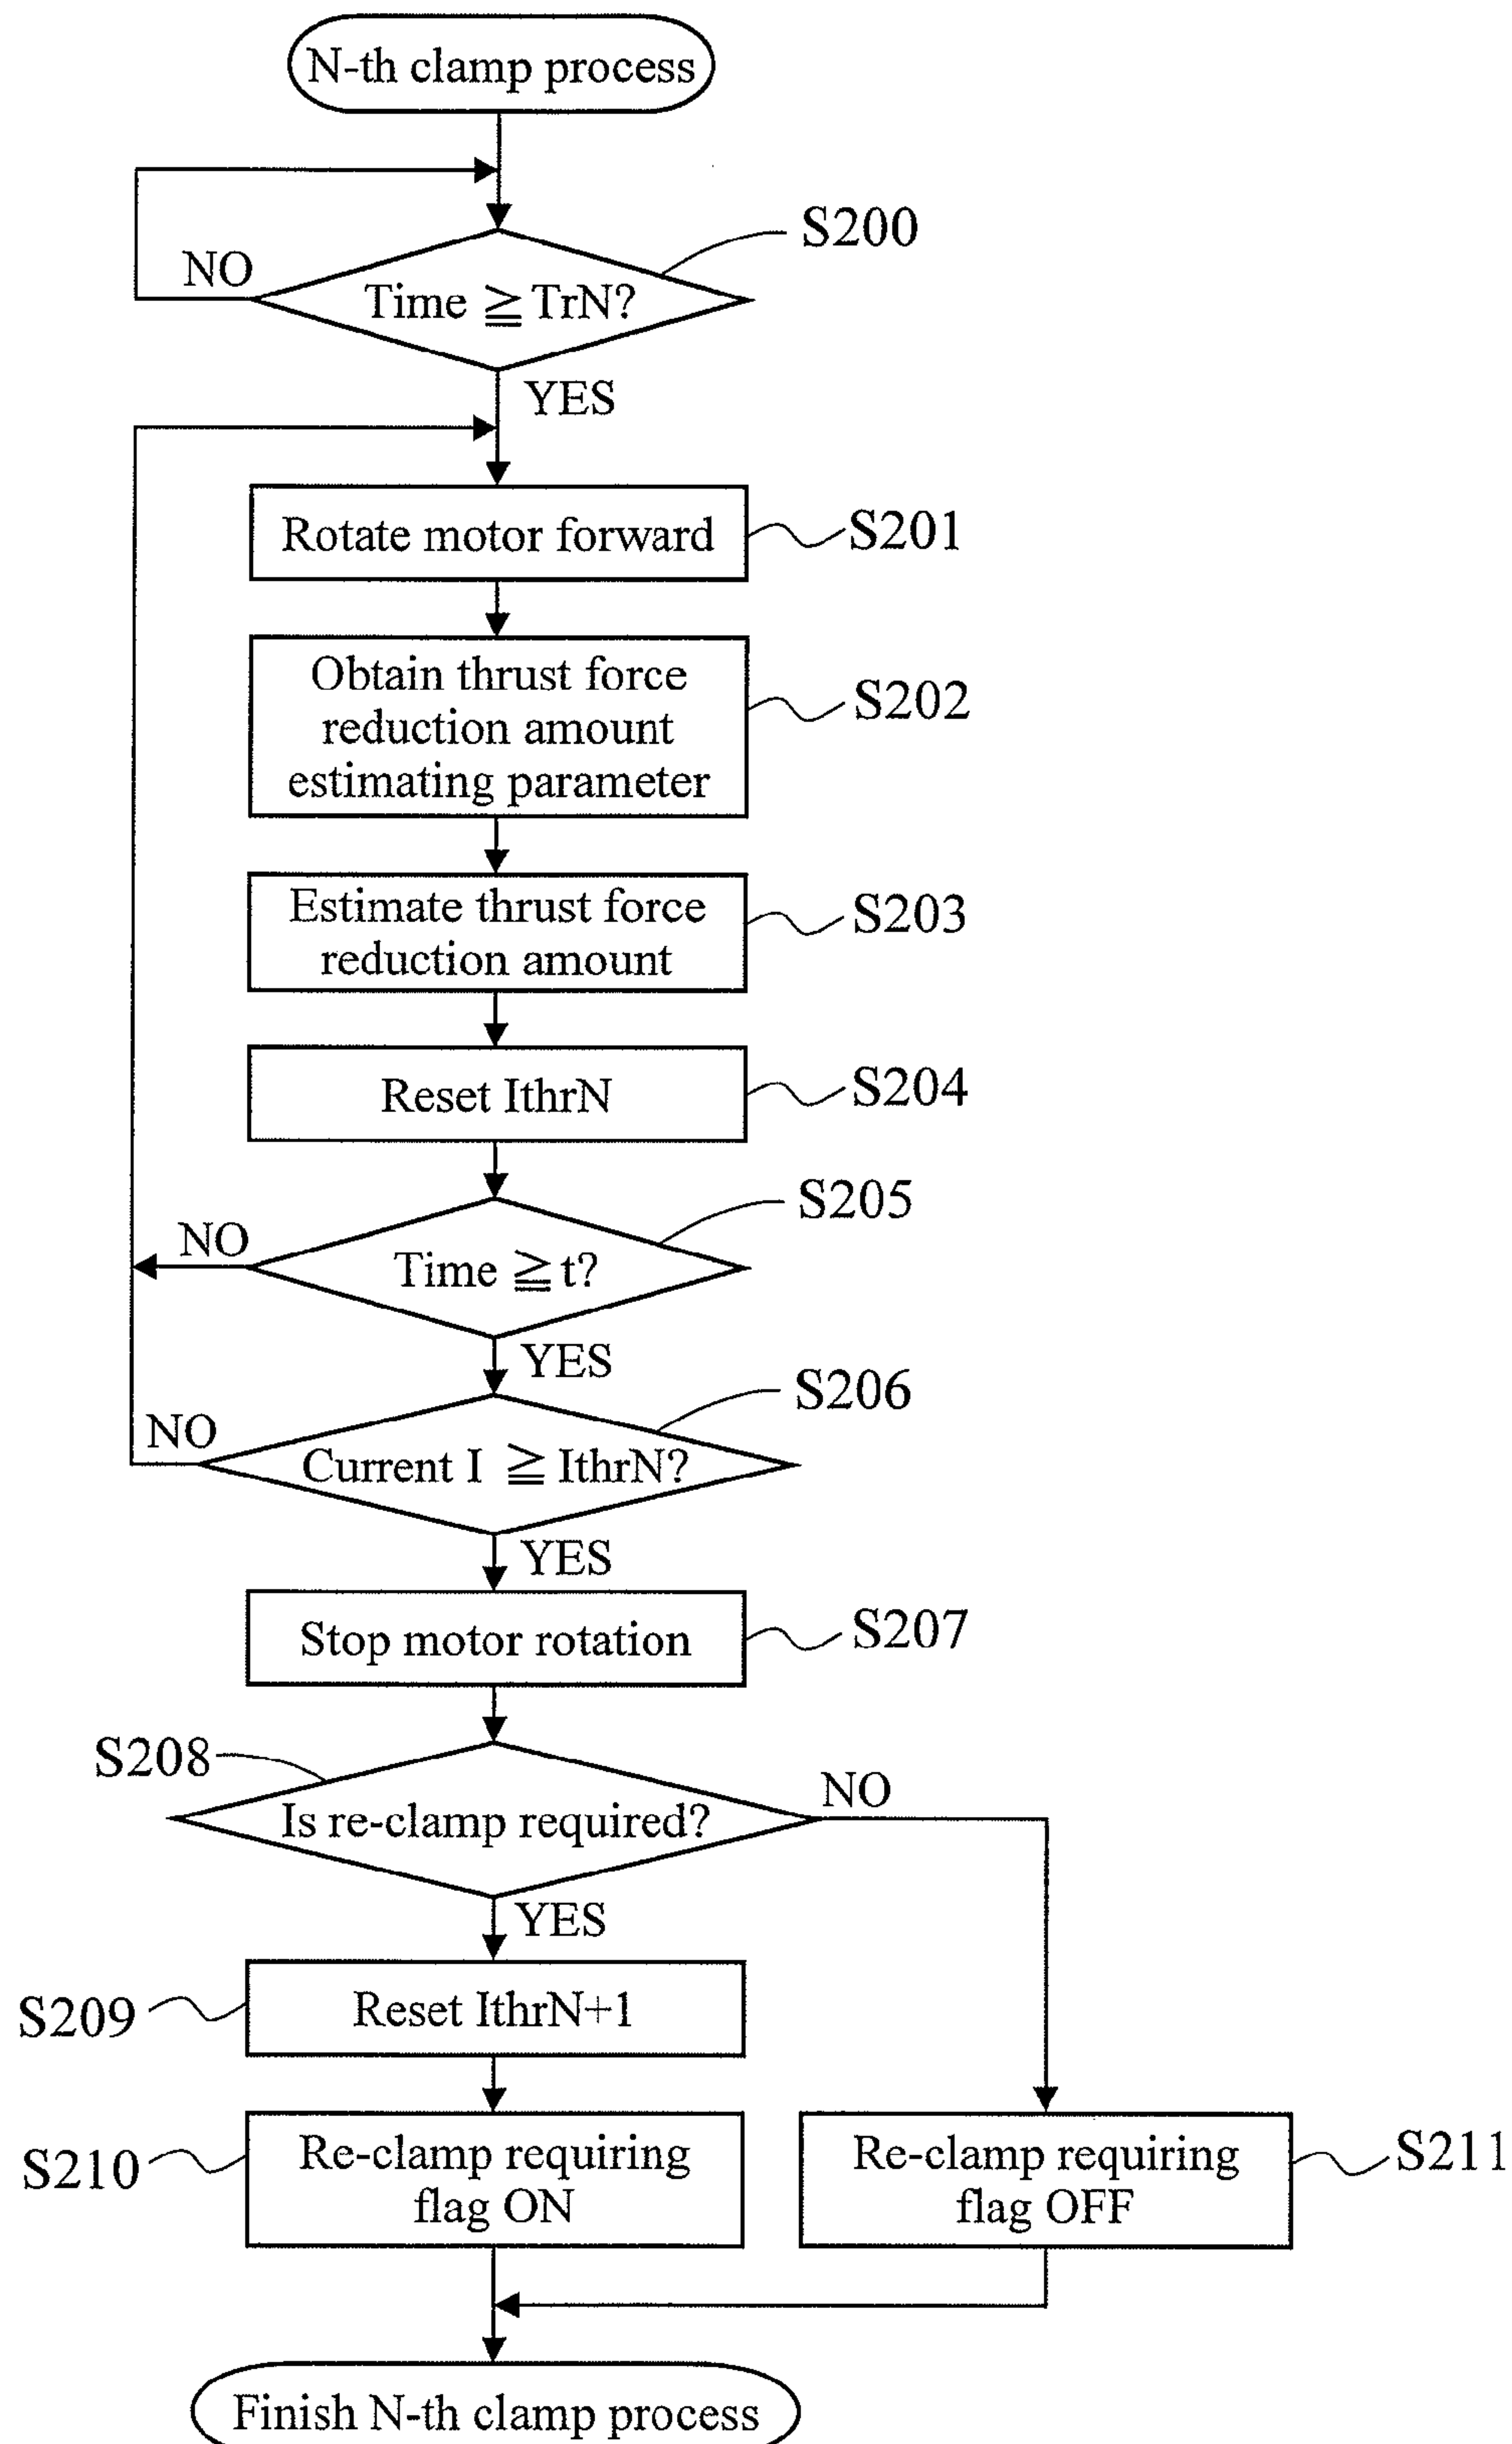 N-th clamp process
S200
NO
Time ≧ TrN?
YES
Rotate motor forward
S201
Obtain thrust force
reduction amount
estimating parameter
S202
Estimate thrust force
reduction amount
S203
Reset IthrN
S204
S205
NO
Time ≧ t?
YES
S206
NO
Current I ≧ IthrN?
YES
Stop motor rotation
S207
S208
Is re-clamp required?
NO
YES
S209
Reset IthrN+1
S210
Re-clamp requiring
flag ON
Re-clamp requiring
flag OFF
S211
Finish N-th clamp process